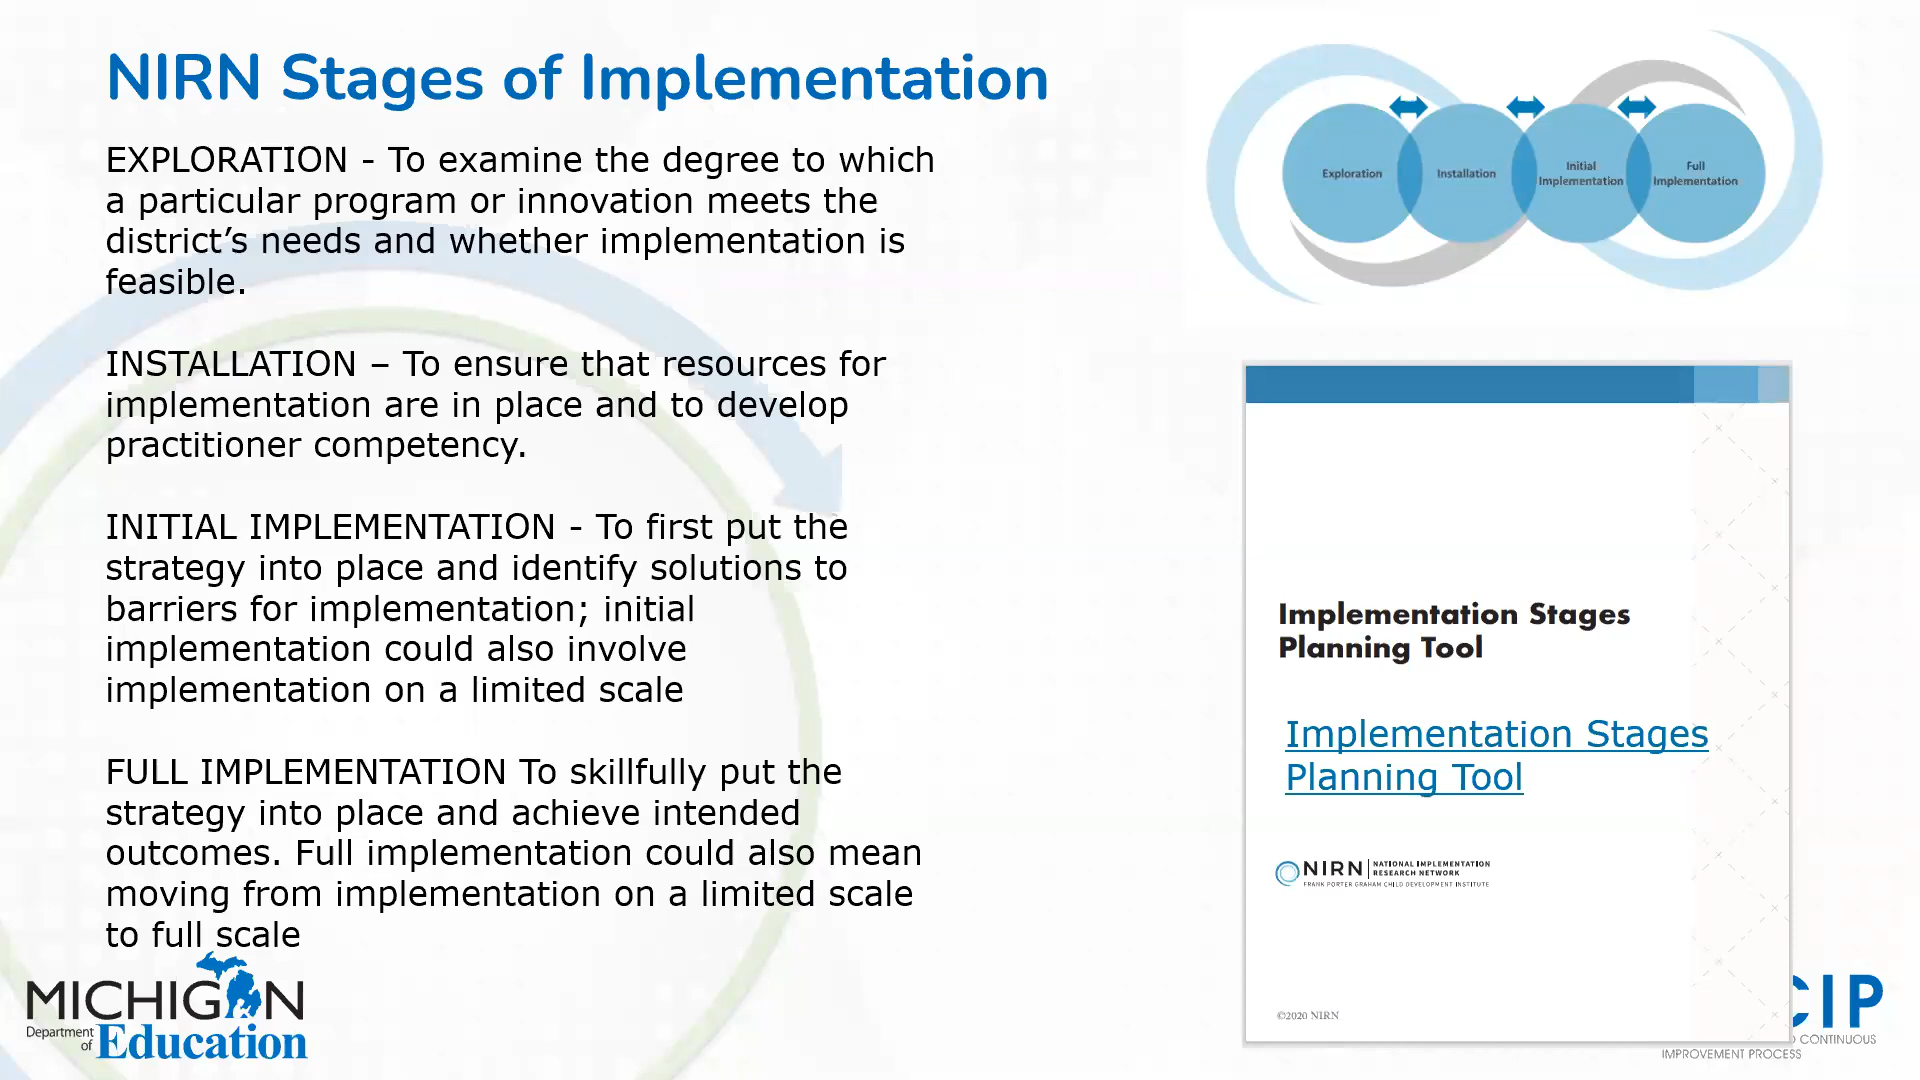 NIRN Stages of Implementation
EXPLORATION - To examine the degree to which
a particular program or innovation meets the
district’s needs and whether implementation is
feasible.
INSTALLATION – To ensure that resources for
implementation are in place and to develop
practitioner competency.
INITIAL IMPLEMENTATION - To first put the
strategy into place and identify solutions to
barriers for implementation; initial
implementation could also involve
implementation on a limited scale
FULL IMPLEMENTATION To skillfully put the
strategy into place and achieve intended
outcomes. Full implementation could also mean
moving from implementation on a limited scale
to full scale
MICHIGAN
Department
of Education
Exploration
Installation
Initial
Implementation
Full
Implementation
Implementation Stages
Planning Tool
Implementation Stages
Planning Tool
NIRN NATIONAL IMPLEMENTATION
RESEARCH NETWORK
FRANK PORTER GRAHAM CHILD DEVELOPMENT INSTITUTE
©2020 NIRN
CIP
CONTINUOUS
IMPROVEMENT PROCESS